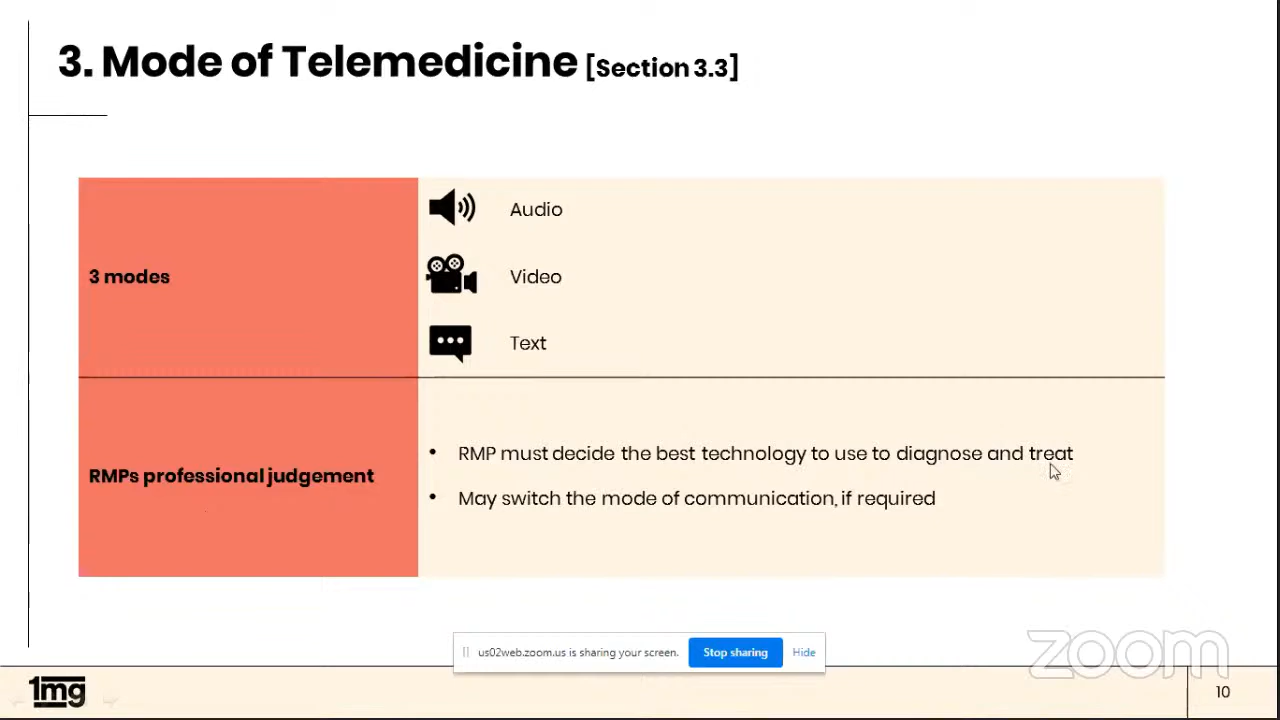 3. Mode of Telemedicine [Section 3.3]
3 modes
Audio
Video
Text
RMPs professional judgement
• RMP must decide the best technology to use to diagnose and treat
• May switch the mode of communication, if required
us02web.zoom.us is sharing your screen. Stop sharing Hide
zoom
1mg
10